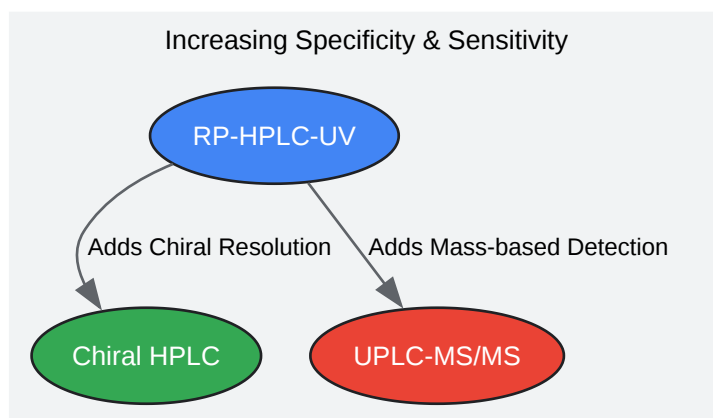 Increasing Specificity & Sensitivity
RP-HPLC-UV
Adds Chiral Resolution
Adds Mass-based Detection
Chiral HPLC
UPLC-MS/MS